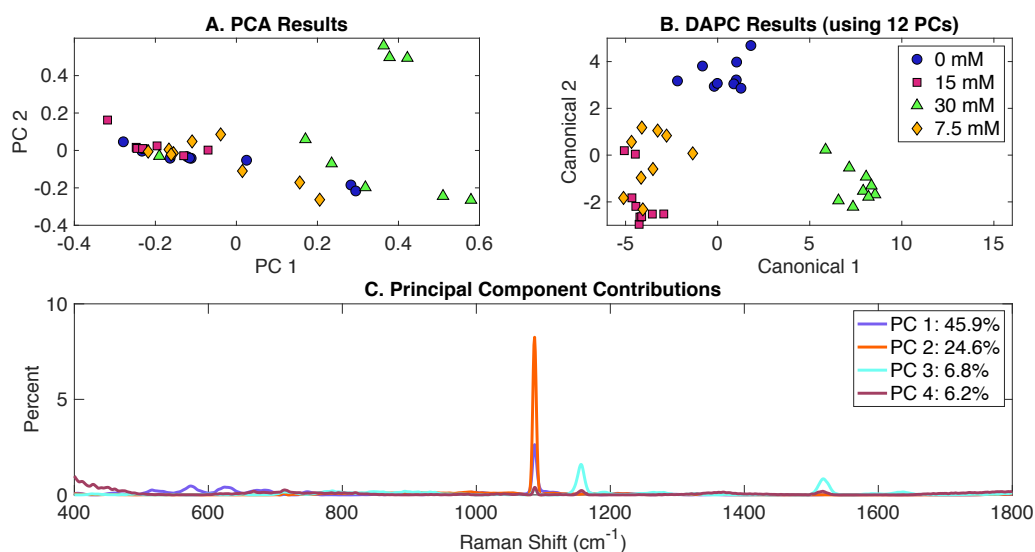 A. PCA Results
0.4
0.2
0
-0.2
-0.4
PC 2
-0.4
-0.2
0
0.2
0.4
0.6
PC 1
B. DAPC Results (using 12 PCs)
4
2
0
-2
Canonical 2
-5
0
5
10
15
Canonical 1
0 mM
15 mM
30 mM
7.5 mM
C. Principal Component Contributions
10
5
0
Percent
400
600
800
1000
1200
1400
1600
1800
Raman Shift (cm⁻¹)
PC 1: 45.9%
PC 2: 24.6%
PC 3: 6.8%
PC 4: 6.2%